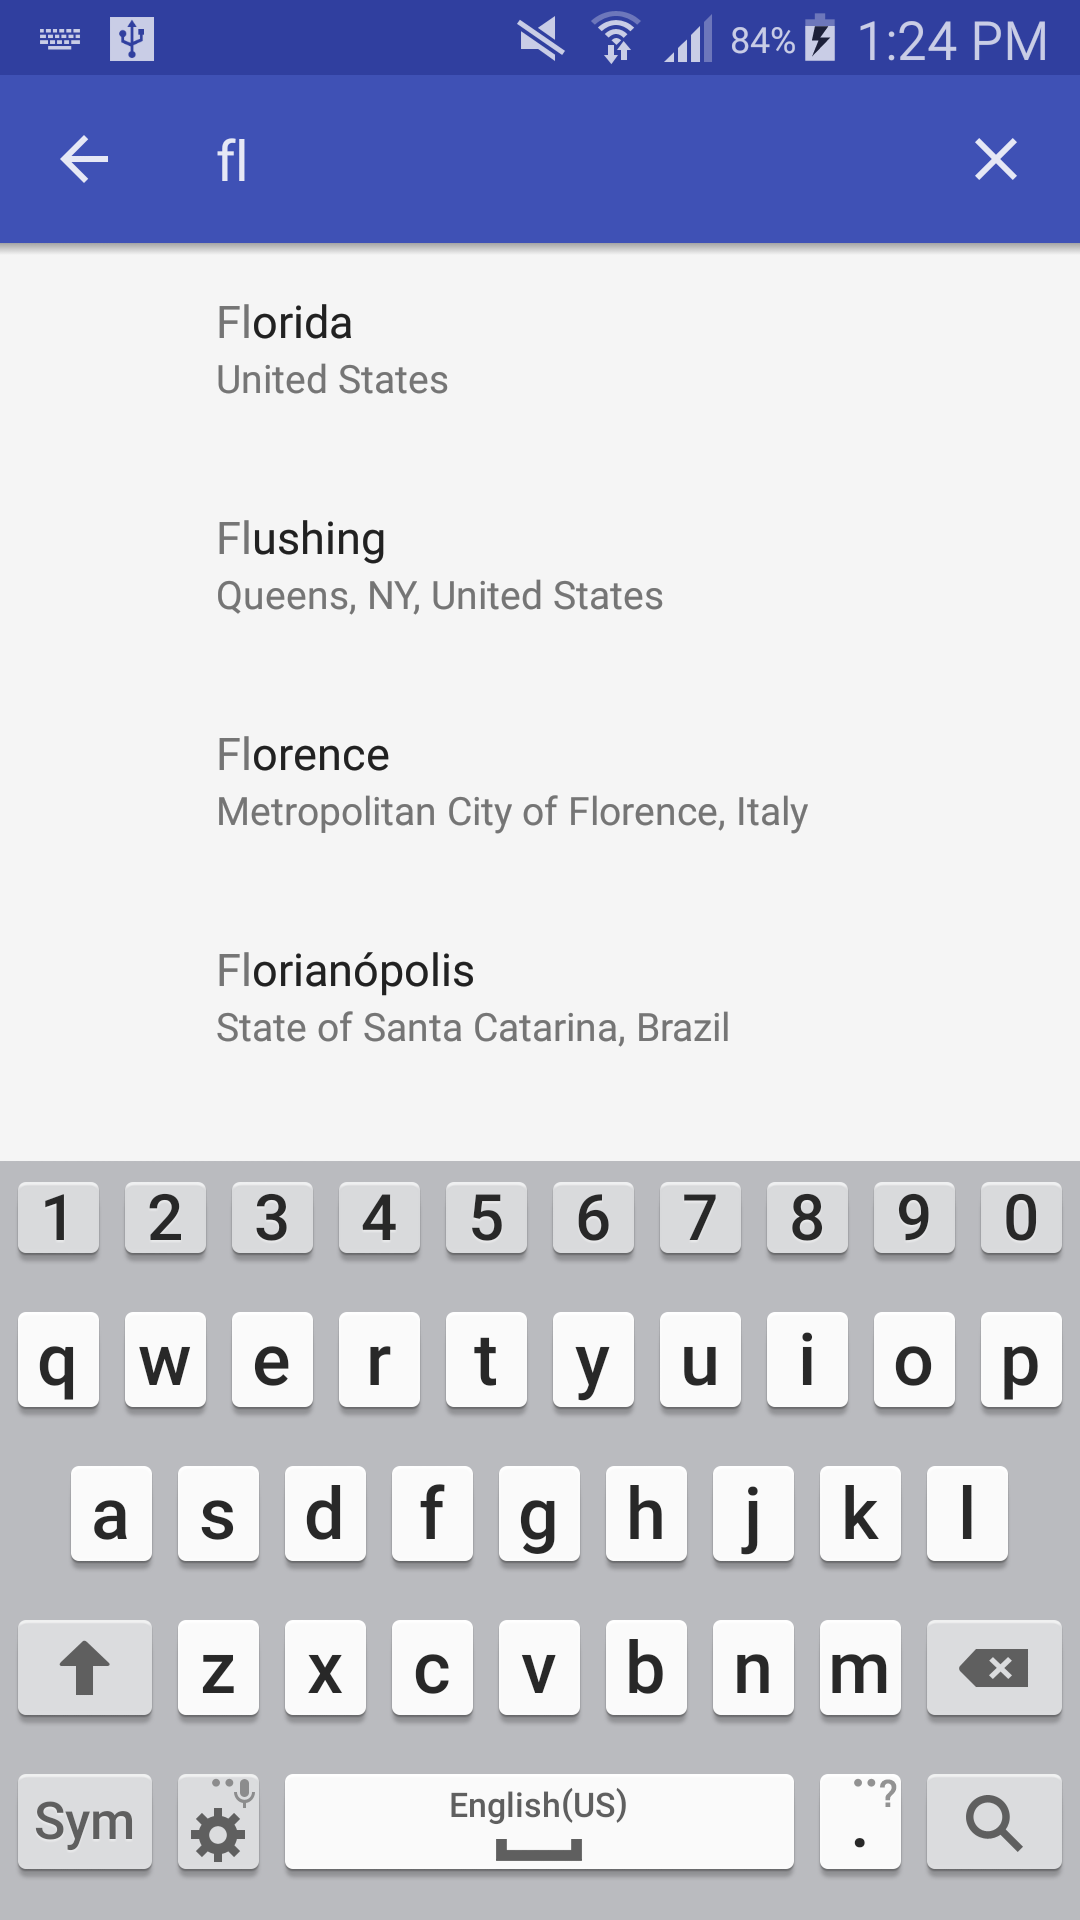 84% 1:24 PM
fl
Florida
United States
Flushing
Queens, NY, United States
Florence
Metropolitan City of Florence, Italy
Florianópolis
State of Santa Catarina, Brazil
1 2 3 4 5 6 7 8 9 0
q w e r t y u i o p
a s d f g h j k l
z x c v b n m
Sym English(US) . ?